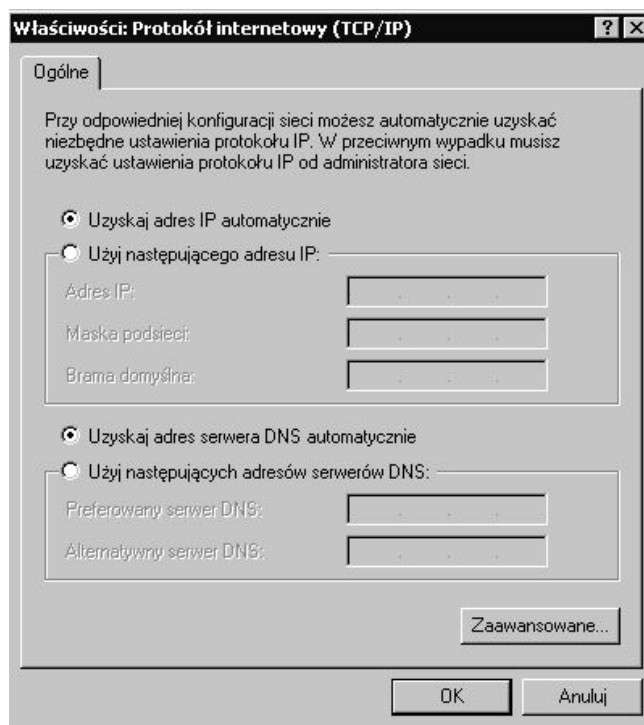 Właściwości: Protokół internetowy (TCP/IP)
Ogólne
Przy odpowiedniej konfiguracji sieci możesz automatycznie uzyskać
niezbędne ustawienia protokołu IP. W przeciwnym wypadku musisz
uzyskać ustawienia protokołu IP od administratora sieci.
Uzyskaj adres IP automatycznie
Użyj następującego adresu IP:
Adres IP:
Maska podsieci:
Brama domyślna:
Uzyskaj adres serwera DNS automatycznie
Użyj następujących adresów serwerów DNS:
Preferowany serwer DNS:
Alternatywny serwer DNS:
Zaawansowane...
OK Anuluj